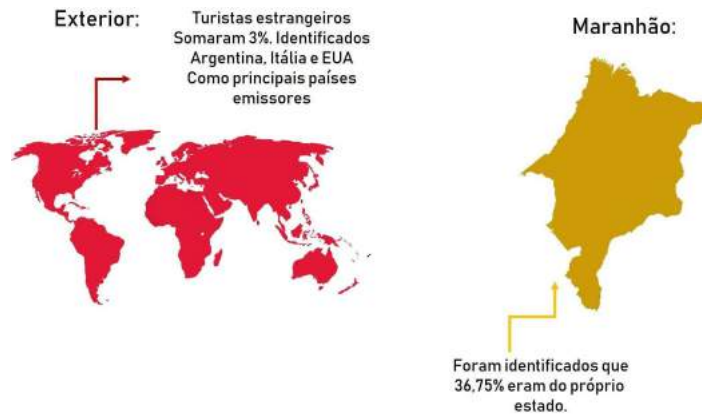 Exterior:
Turistas estrangeiros
Somaram 3%. Identificados
Argentina, Itália e EUA
Como principais países
emissores
Maranhão:
Foram identificados que
36,75% eram do próprio
estado.